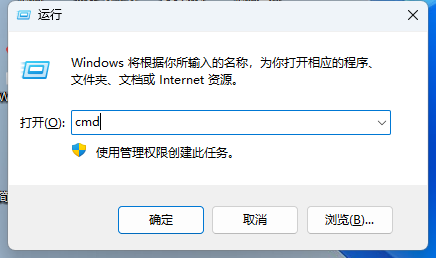 运行
Windows 将根据你所输入的名称，为你打开相应的程序、
文件夹、文档或 Internet 资源。
打开(O): cmd
使用管理权限创建此任务。
确定 取消 浏览(B)...